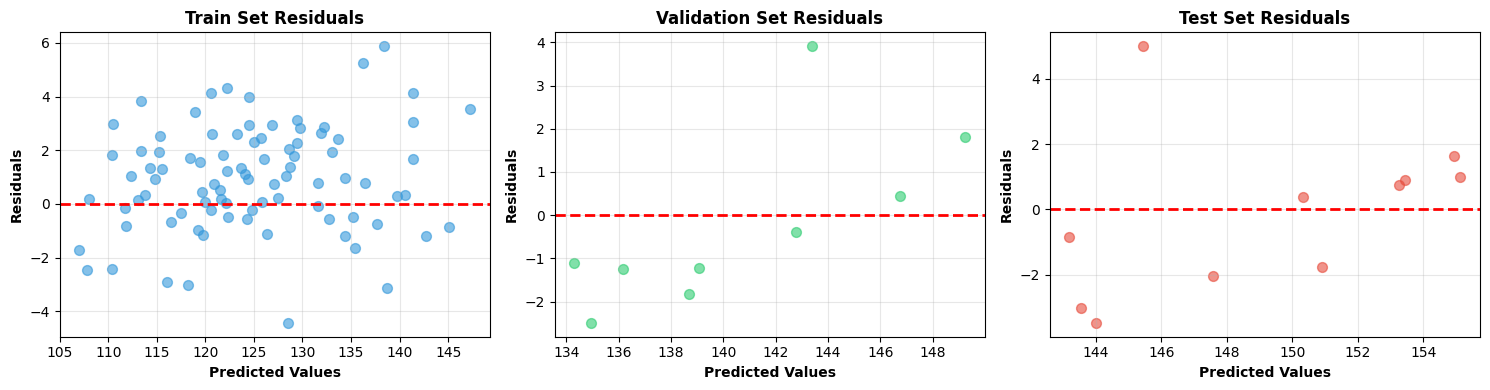 Train Set Residuals
Residuals
6
4
2
0
−2
−4
105 110 115 120 125 130 135 140 145
Predicted Values
Validation Set Residuals
Residuals
4
3
2
1
0
−1
−2
134 136 138 140 142 144 146 148
Predicted Values
Test Set Residuals
Residuals
4
2
0
−2
144 146 148 150 152 154
Predicted Values